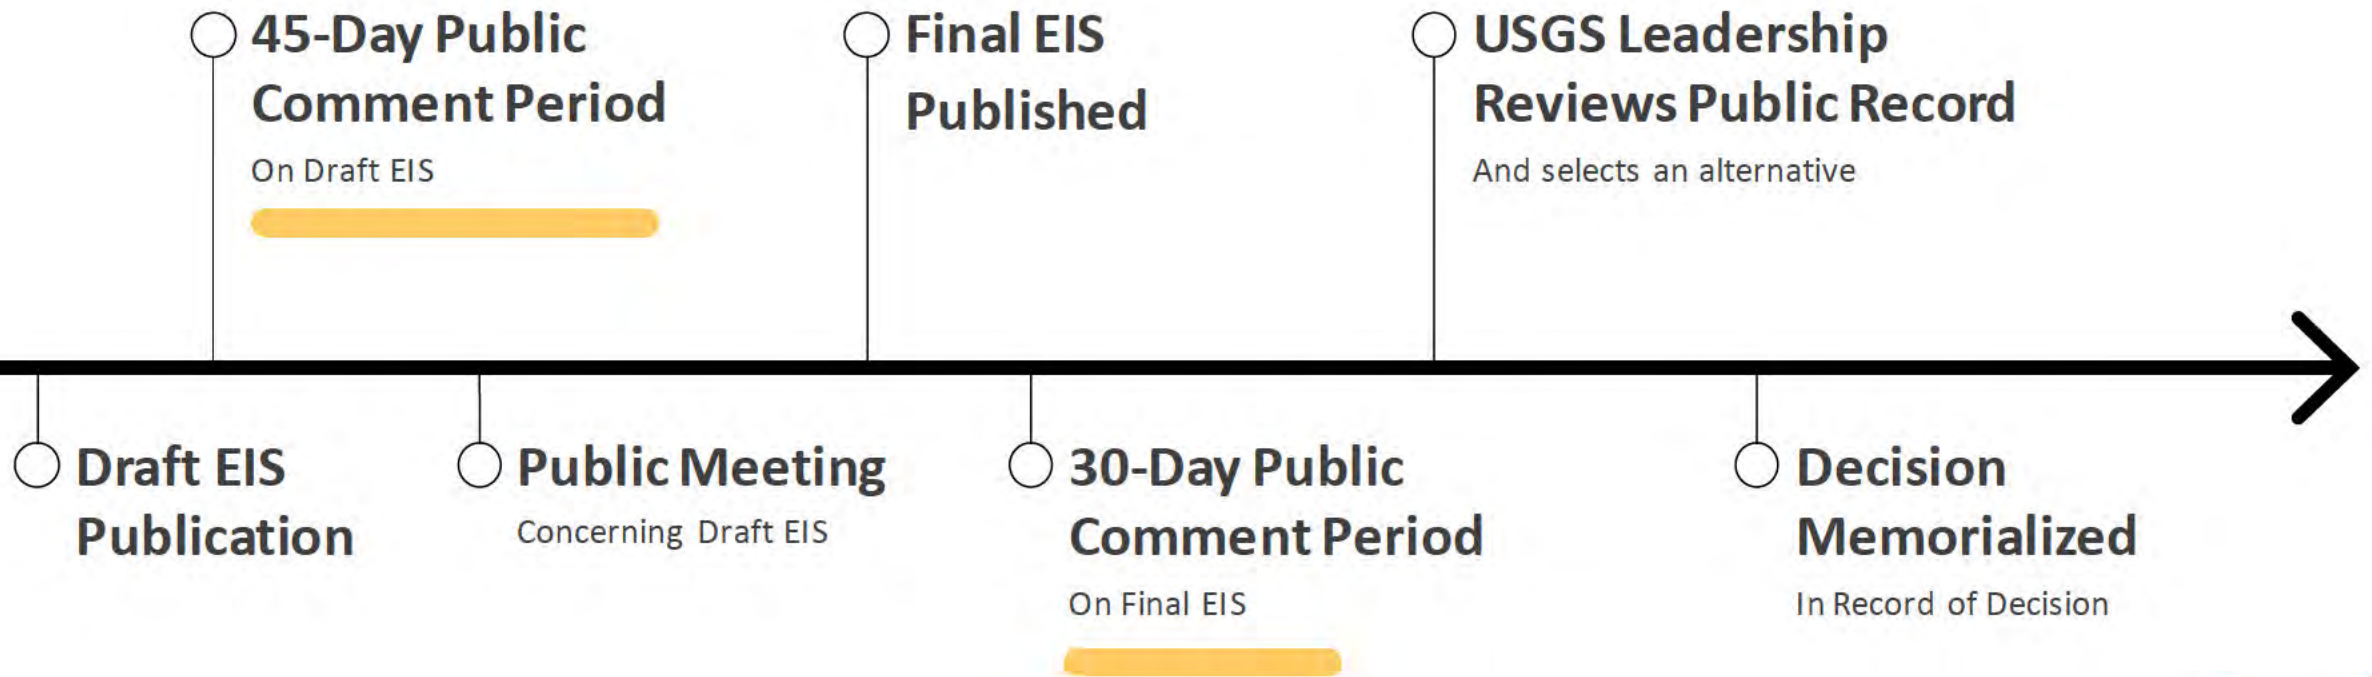 45-Day Public
Comment Period
On Draft EIS
Final EIS
Published
USGS Leadership
Reviews Public Record
And selects an alternative
Draft EIS
Publication
Public Meeting
Concerning Draft EIS
30-Day Public
Comment Period
On Final EIS
Decision
Memorialized
In Record of Decision